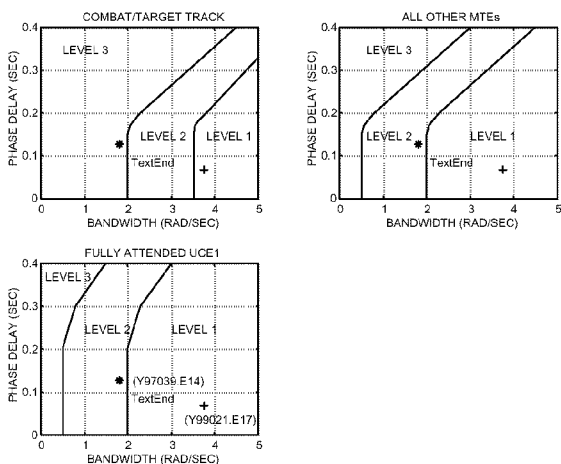 COMBAT/TARGET TRACK
0.4
0.3
0.2
0.1
0
PHASE DELAY (SEC)
LEVEL 3
LEVEL 2
LEVEL 1
TextEnd
0 1 2 3 4 5
BANDWIDTH (RAD/SEC)
ALL OTHER MTEs
0.4
0.3
0.2
0.1
0
PHASE DELAY (SEC)
LEVEL 3
LEVEL 2
LEVEL 1
TextEnd
0 1 2 3 4 5
BANDWIDTH (RAD/SEC)
FULLY ATTENDED UCE1
0.4
0.3
0.2
0.1
0
PHASE DELAY (SEC)
LEVEL 3
LEVEL 2
LEVEL 1
(Y97039.E14)
TextEnd
(Y99021.E17)
0 1 2 3 4 5
BANDWIDTH (RAD/SEC)